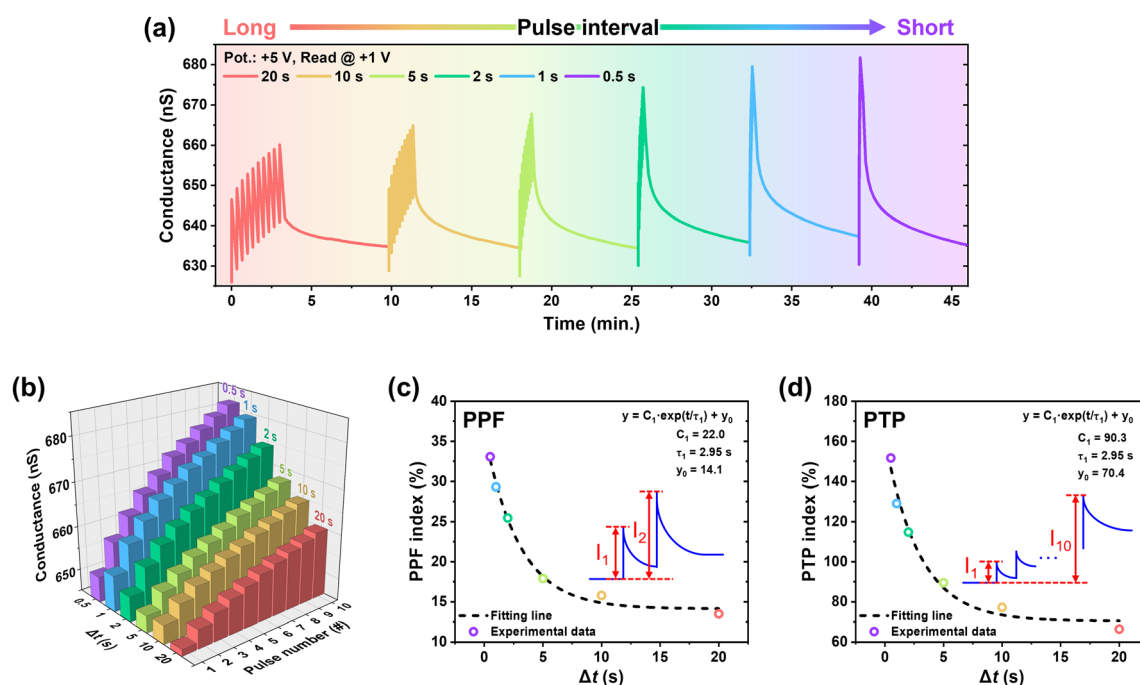 Long Pulse interval Short
(a)
Pot.: +5 V, Read @ +1 V
20 s 10 s 5 s 2 s 1 s 0.5 s
680
670
660
650
640
630
Conductance (nS)
0 5 10 15 20 25 30 35 40 45
Time (min.)
(b)
0.5 s
1 s
2 s
5 s
10 s
20 s
680
670
660
650
Conductance (nS)
0.5 1 2 5 10 20
Δt (s)
1 2 3 4 5 6 7 8 9 10
Pulse number (#)
(c)
PPF
y = C₁·exp(t/τ₁) + y₀
C₁ = 22.0
τ₁ = 2.95 s
y₀ = 14.1
I₁
I₂
Fitting line
Experimental data
40
35
30
25
20
15
10
PPF index (%)
0 5 10 15 20
Δt (s)
(d)
PTP
y = C₁·exp(t/τ₁) + y₀
C₁ = 90.3
τ₁ = 2.95 s
y₀ = 70.4
I₁
I₁₀
Fitting line
Experimental data
180
160
140
120
100
80
60
PTP index (%)
0 5 10 15 20
Δt (s)